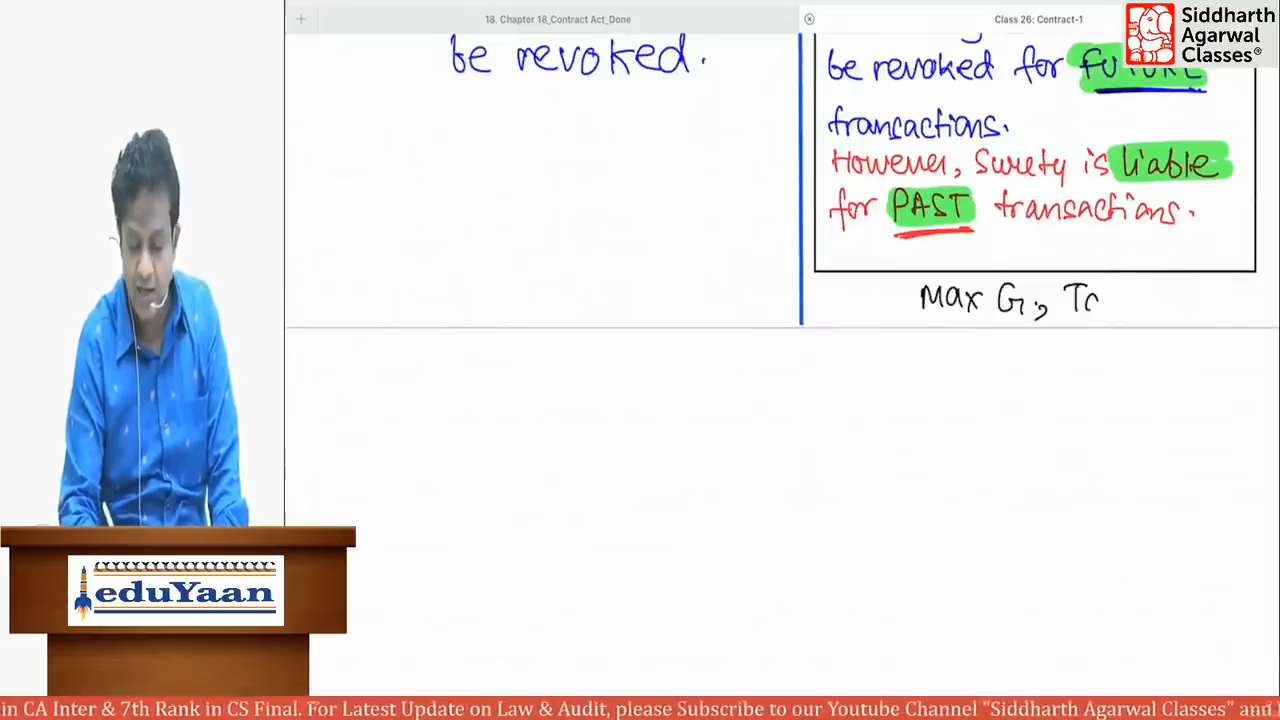 18. Chapter 18_Contract Act_Done
Class 26: Contract-1
Siddharth
Agarwal
Classes®
be revoked.
be revoked for FUTURE
transactions.
However, Surety is liable
for PAST transactions.
Max G., To
eduYaan
in CA Inter & 7th Rank in CS Final. For Latest Update on Law & Audit, please Subscribe to our Youtube Channel "Siddharth Agarwal Classes" and